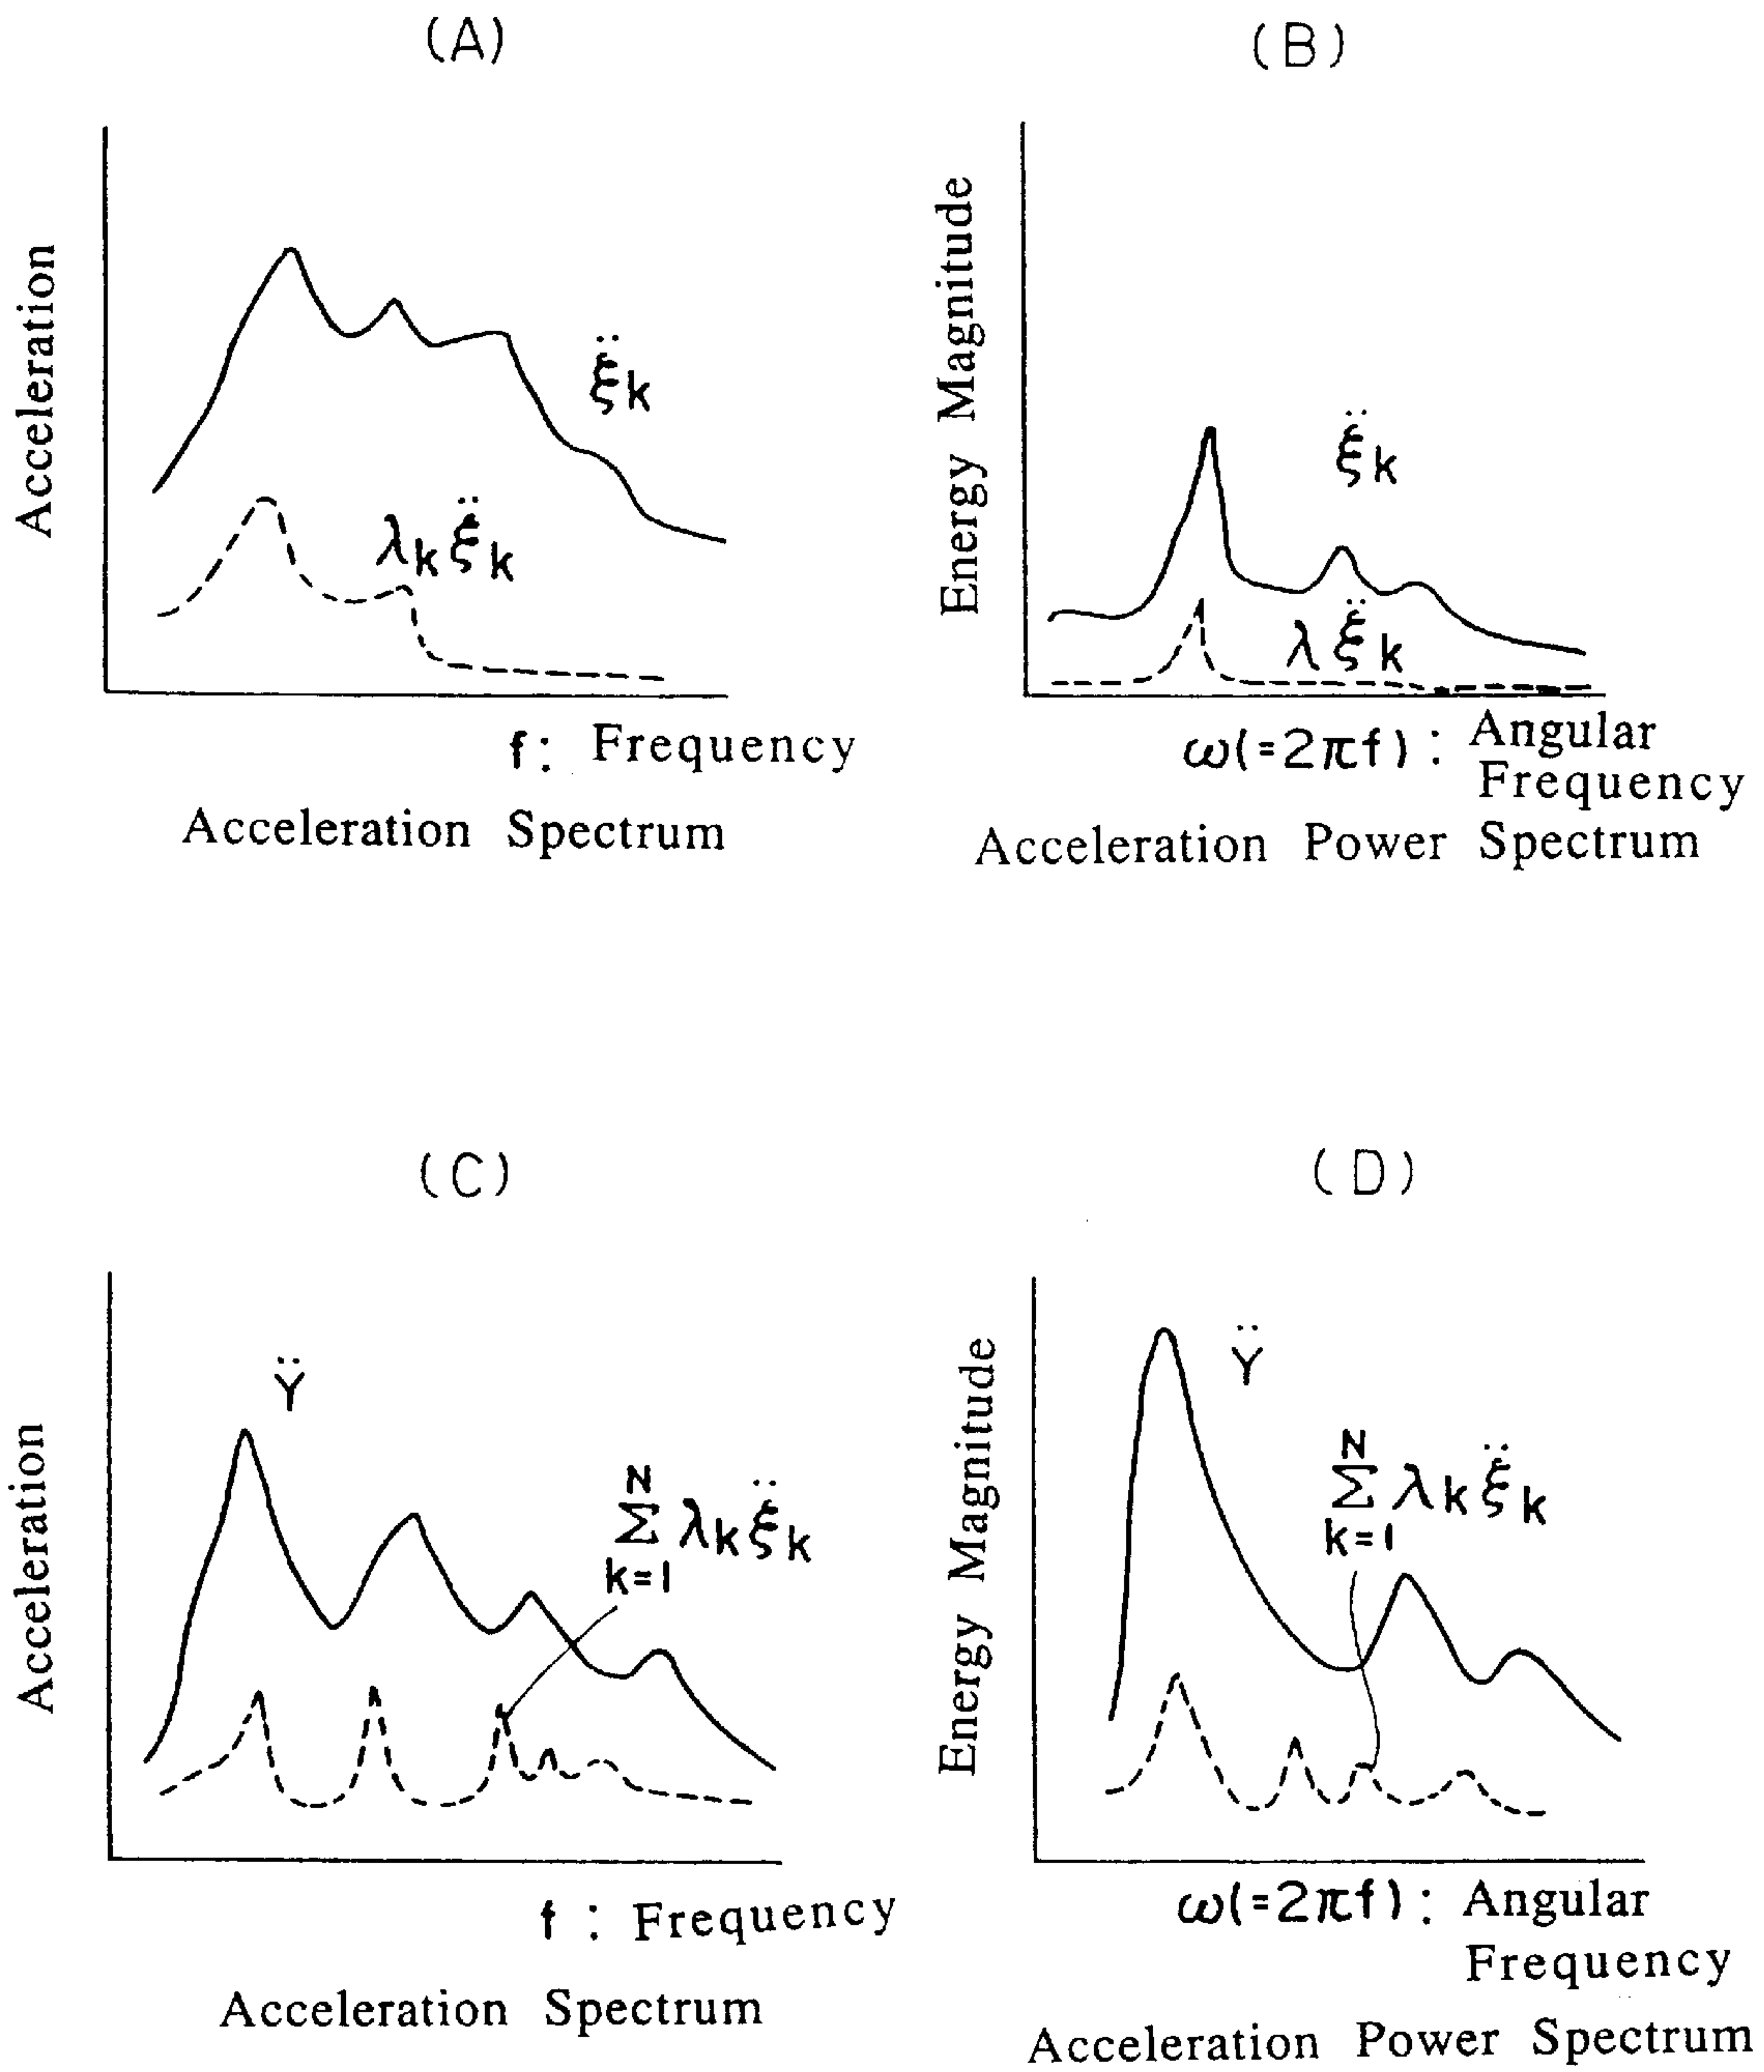 (A)
Acceleration
ξ̈k
λkξ̈k
f: Frequency
Acceleration Spectrum
(B)
Energy Magnitude
ξ̈k
λξ̈k
ω(=2πf) : Angular
Frequency
Acceleration Power Spectrum
(C)
Acceleration
Ÿ
N
Σ λkξ̈k
k=1
f : Frequency
Acceleration Spectrum
(D)
Energy Magnitude
Ÿ
N
Σ λkξ̈k
k=1
ω(=2πf) : Angular
Frequency
Acceleration Power Spectrum